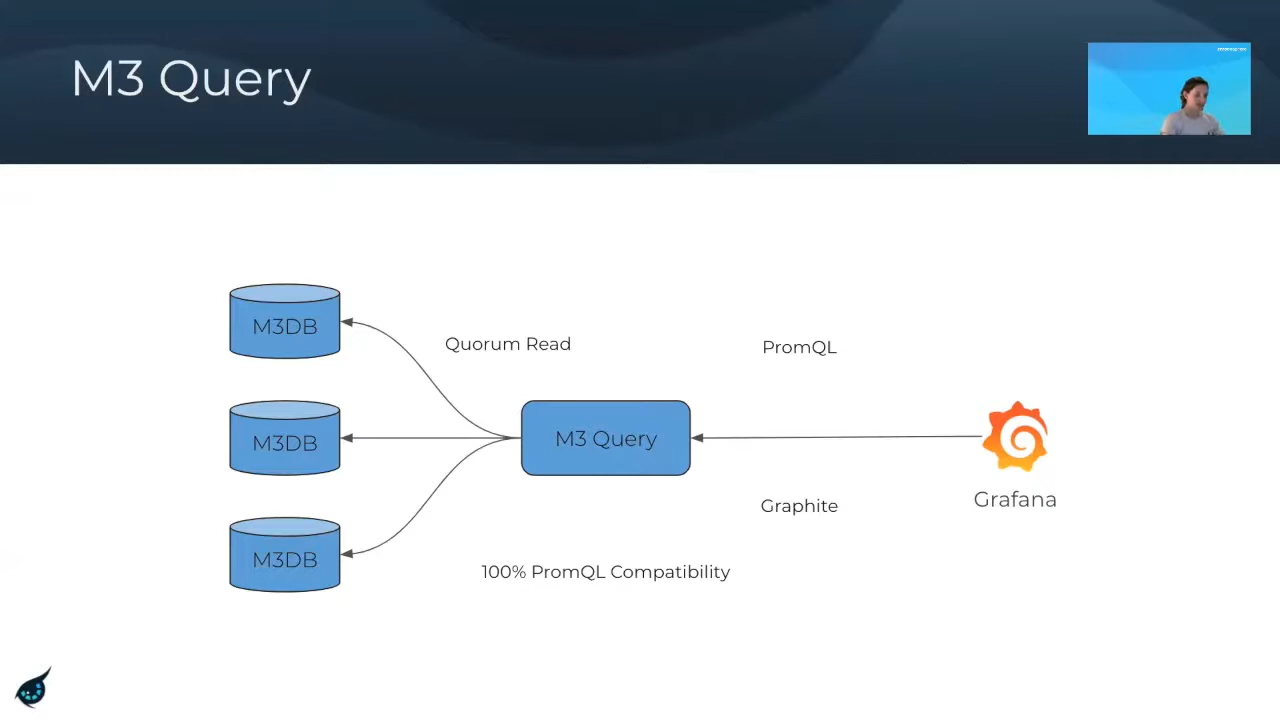 M3 Query
M3DB
Quorum Read
PromQL
M3DB
M3 Query
Grafana
Graphite
M3DB
100% PromQL Compatibility